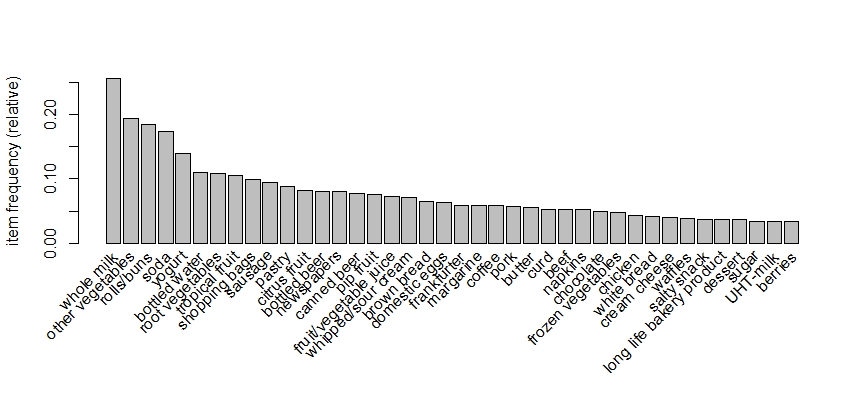 item frequency (relative)
0.00
0.10
0.20
whole milk
other vegetables
rolls/buns
soda
yogurt
bottled water
root vegetables
tropical fruit
shopping bags
sausage
pastry
citrus fruit
bottled beer
newspapers
canned beer
pip fruit
fruit/vegetable juice
whipped/sour cream
brown bread
domestic eggs
frankfurter
margarine
coffee
pork
butter
curd
beef
napkins
chocolate
frozen vegetables
chicken
white bread
cream cheese
waffles
salty snack
long life bakery product
dessert
sugar
UHT-milk
berries